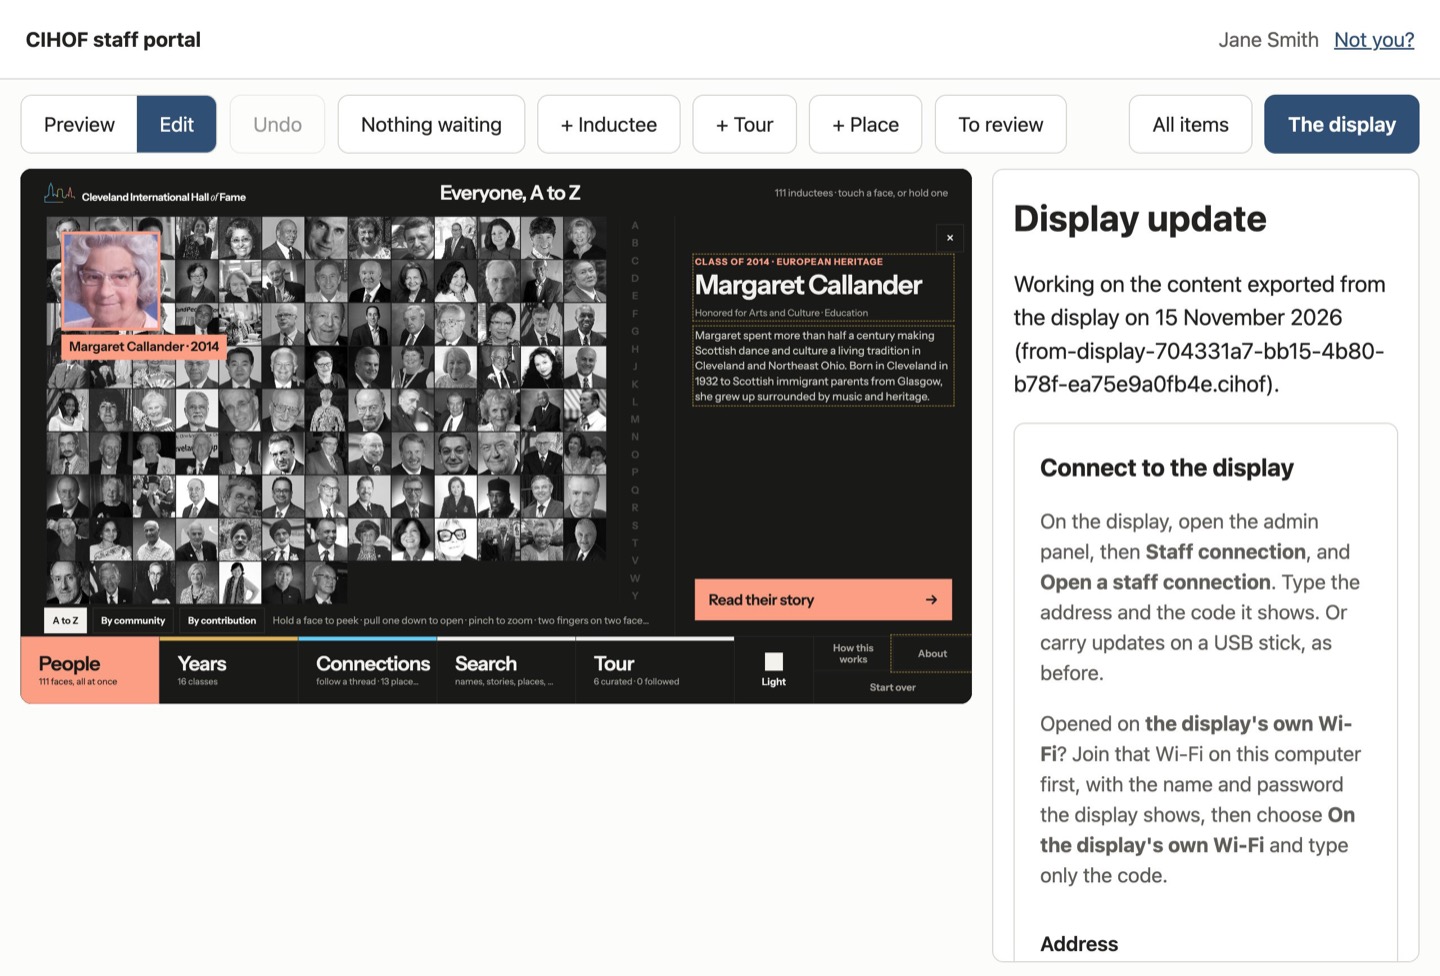 CIHOF staff portal
Jane Smith Not you?
Preview Edit Undo Nothing waiting + Inductee + Tour + Place To review All items The display
Cleveland International Hall of Fame
Everyone, A to Z
111 inductees · touch a face, or hold one
Margaret Callander · 2014
A
B
C
D
E
F
G
H
J
K
L
M
N
O
P
Q
R
S
T
V
W
Y
×
CLASS OF 2014 · EUROPEAN HERITAGE
Margaret Callander
Honored for Arts and Culture · Education
Margaret spent more than half a century making
Scottish dance and culture a living tradition in
Cleveland and Northeast Ohio. Born in Cleveland in
1932 to Scottish immigrant parents from Glasgow,
she grew up surrounded by music and heritage.
Read their story →
A to Z By community By contribution Hold a face to peek · pull one down to open · pinch to zoom · two fingers on two face…
People
111 faces, all at once
Years
16 classes
Connections
follow a thread · 13 place…
Search
names, stories, places, …
Tour
6 curated · 0 followed
Light
How this
works
About
Start over
Display update
Working on the content exported from
the display on 15 November 2026
(from-display-704331a7-bb15-4b80-
b78f-ea75e9a0fb4e.cihof).
Connect to the display
On the display, open the admin
panel, then Staff connection, and
Open a staff connection. Type the
address and the code it shows. Or
carry updates on a USB stick, as
before.
Opened on the display's own Wi-
Fi? Join that Wi-Fi on this computer
first, with the name and password
the display shows, then choose On
the display's own Wi-Fi and type
only the code.
Address